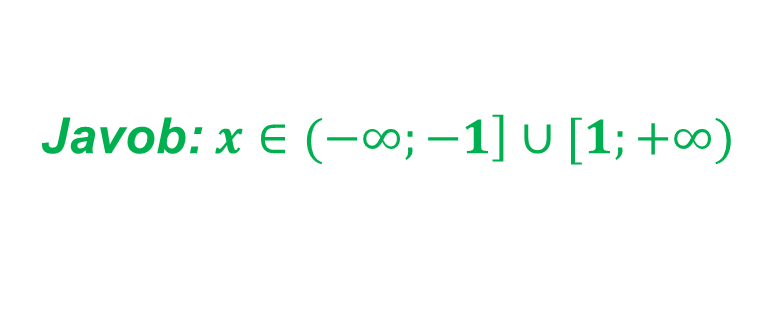 Javob: x ∈ (−∞; −1] ∪ [1; +∞)